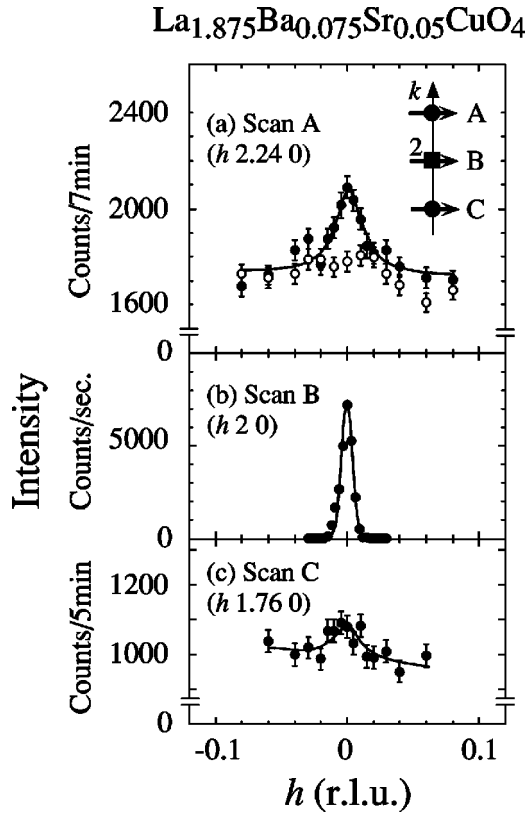 La1.875Ba0.075Sr0.05CuO4
(a) Scan A
(h 2.24 0)
k
A
2
B
C
2400
2000
1600
0
Counts/7min
(b) Scan B
(h 2 0)
5000
0
Counts/sec.
Intensity
(c) Scan C
(h 1.76 0)
1200
1000
0
Counts/5min
-0.1
0
0.1
h (r.l.u.)